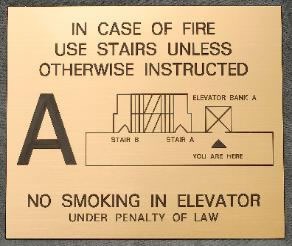 IN CASE OF FIRE
USE STAIRS UNLESS
OTHERWISE INSTRUCTED
A
ELEVATOR BANK A
STAIR B
STAIR A
YOU ARE HERE
NO SMOKING IN ELEVATOR
UNDER PENALTY OF LAW